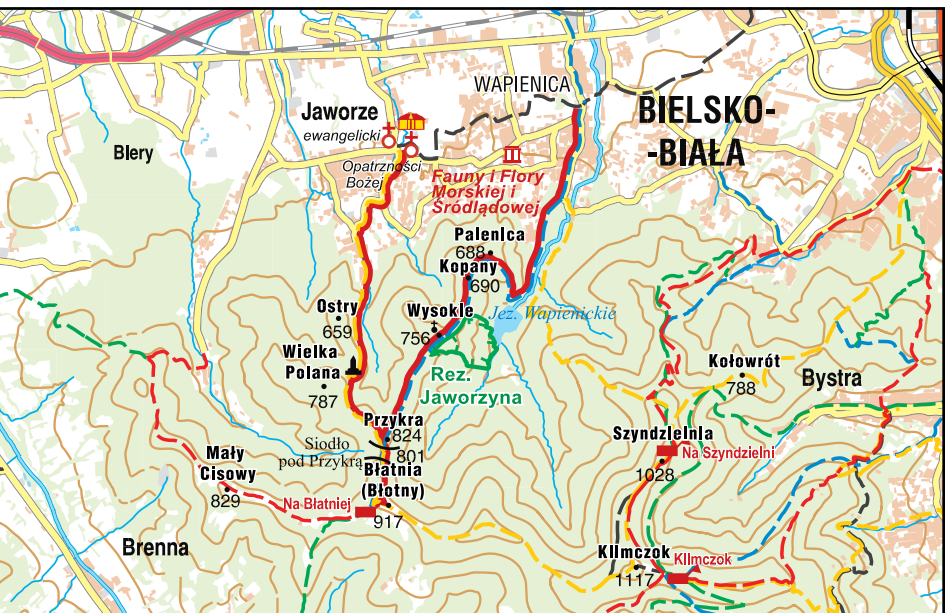 WAPIENICA
BIELSKO-
-BIAŁA
Jaworze
ewangelicki
Blery
Opatrzności
Bożej
Fauny i Flory
Morskiej i
Śródlądowej
Palenica
688
Kopany
690
Ostry
659
Wysokie
756
Jez. Wapienickie
Wielka
Polana
787
Rez.
Jaworzyna
Kołowrót
788
Bystra
Przykra
824
Siodło
pod Przykrą
801
Szyndzielnia
Na Szyndzielni
1028
Mały
Cisowy
829
Błatnia
(Błotny)
Na Błatniej
917
Brenna
Klimczok
1117
Klimczok